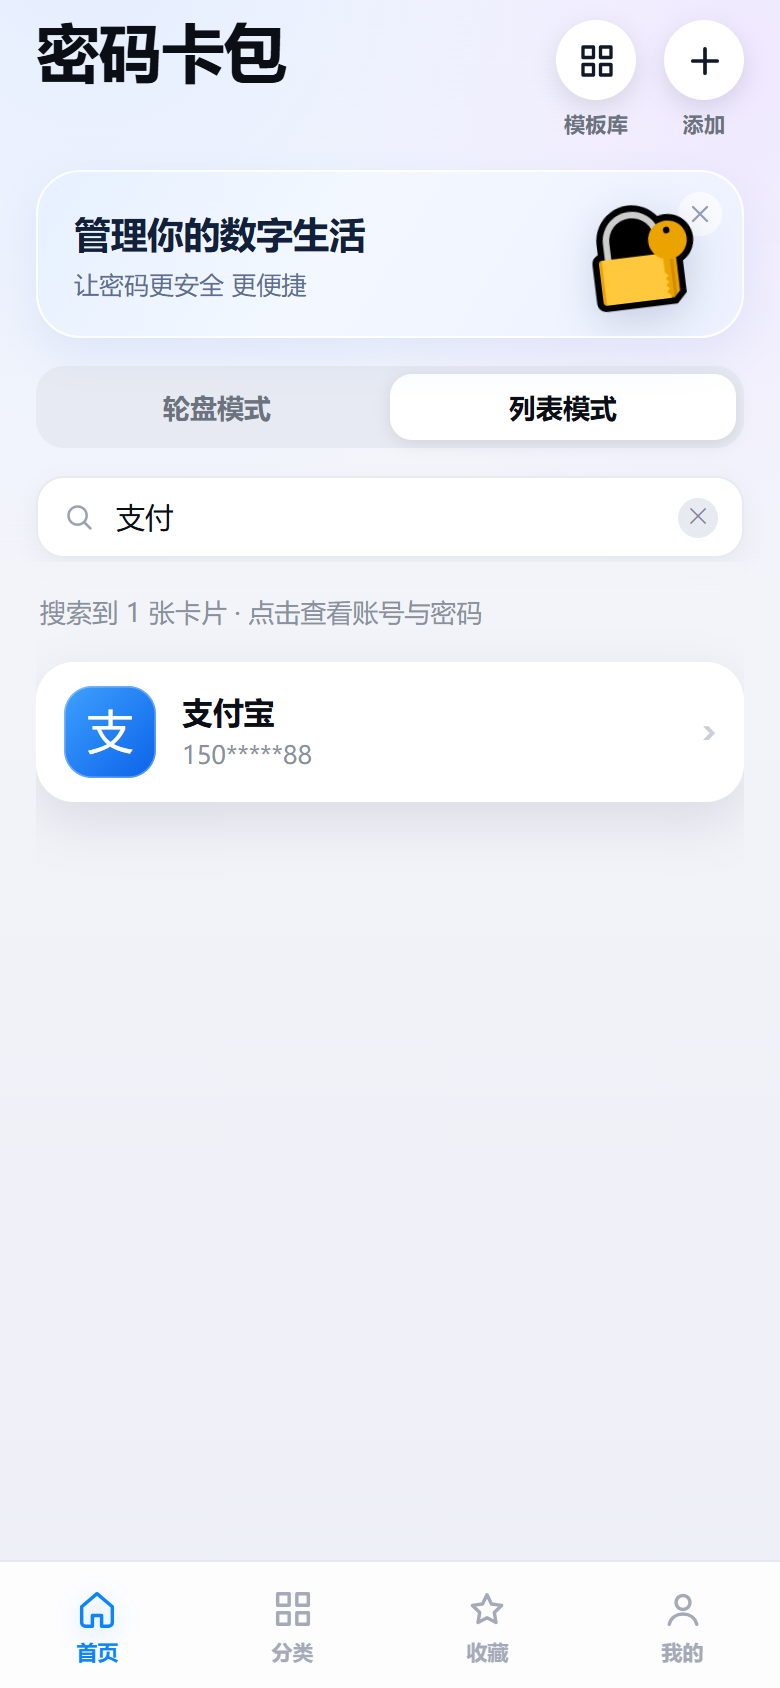 密码卡包
模板库
添加
管理你的数字生活
让密码更安全 更便捷
轮盘模式
列表模式
支付
搜索到 1 张卡片 · 点击查看账号与密码
支
支付宝
150*****88
首页
分类
收藏
我的